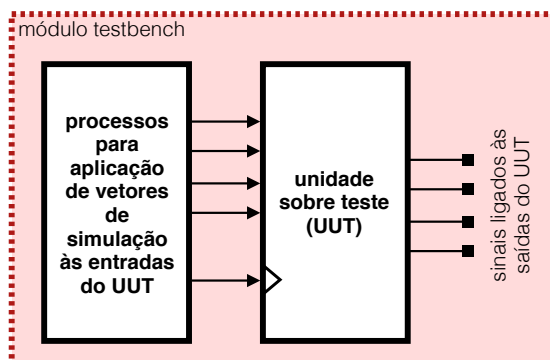 módulo testbench
processos
para
aplicação
de vetores
de
simulação
às entradas
do UUT
unidade
sobre teste
(UUT)
sinais ligados às
saídas do UUT